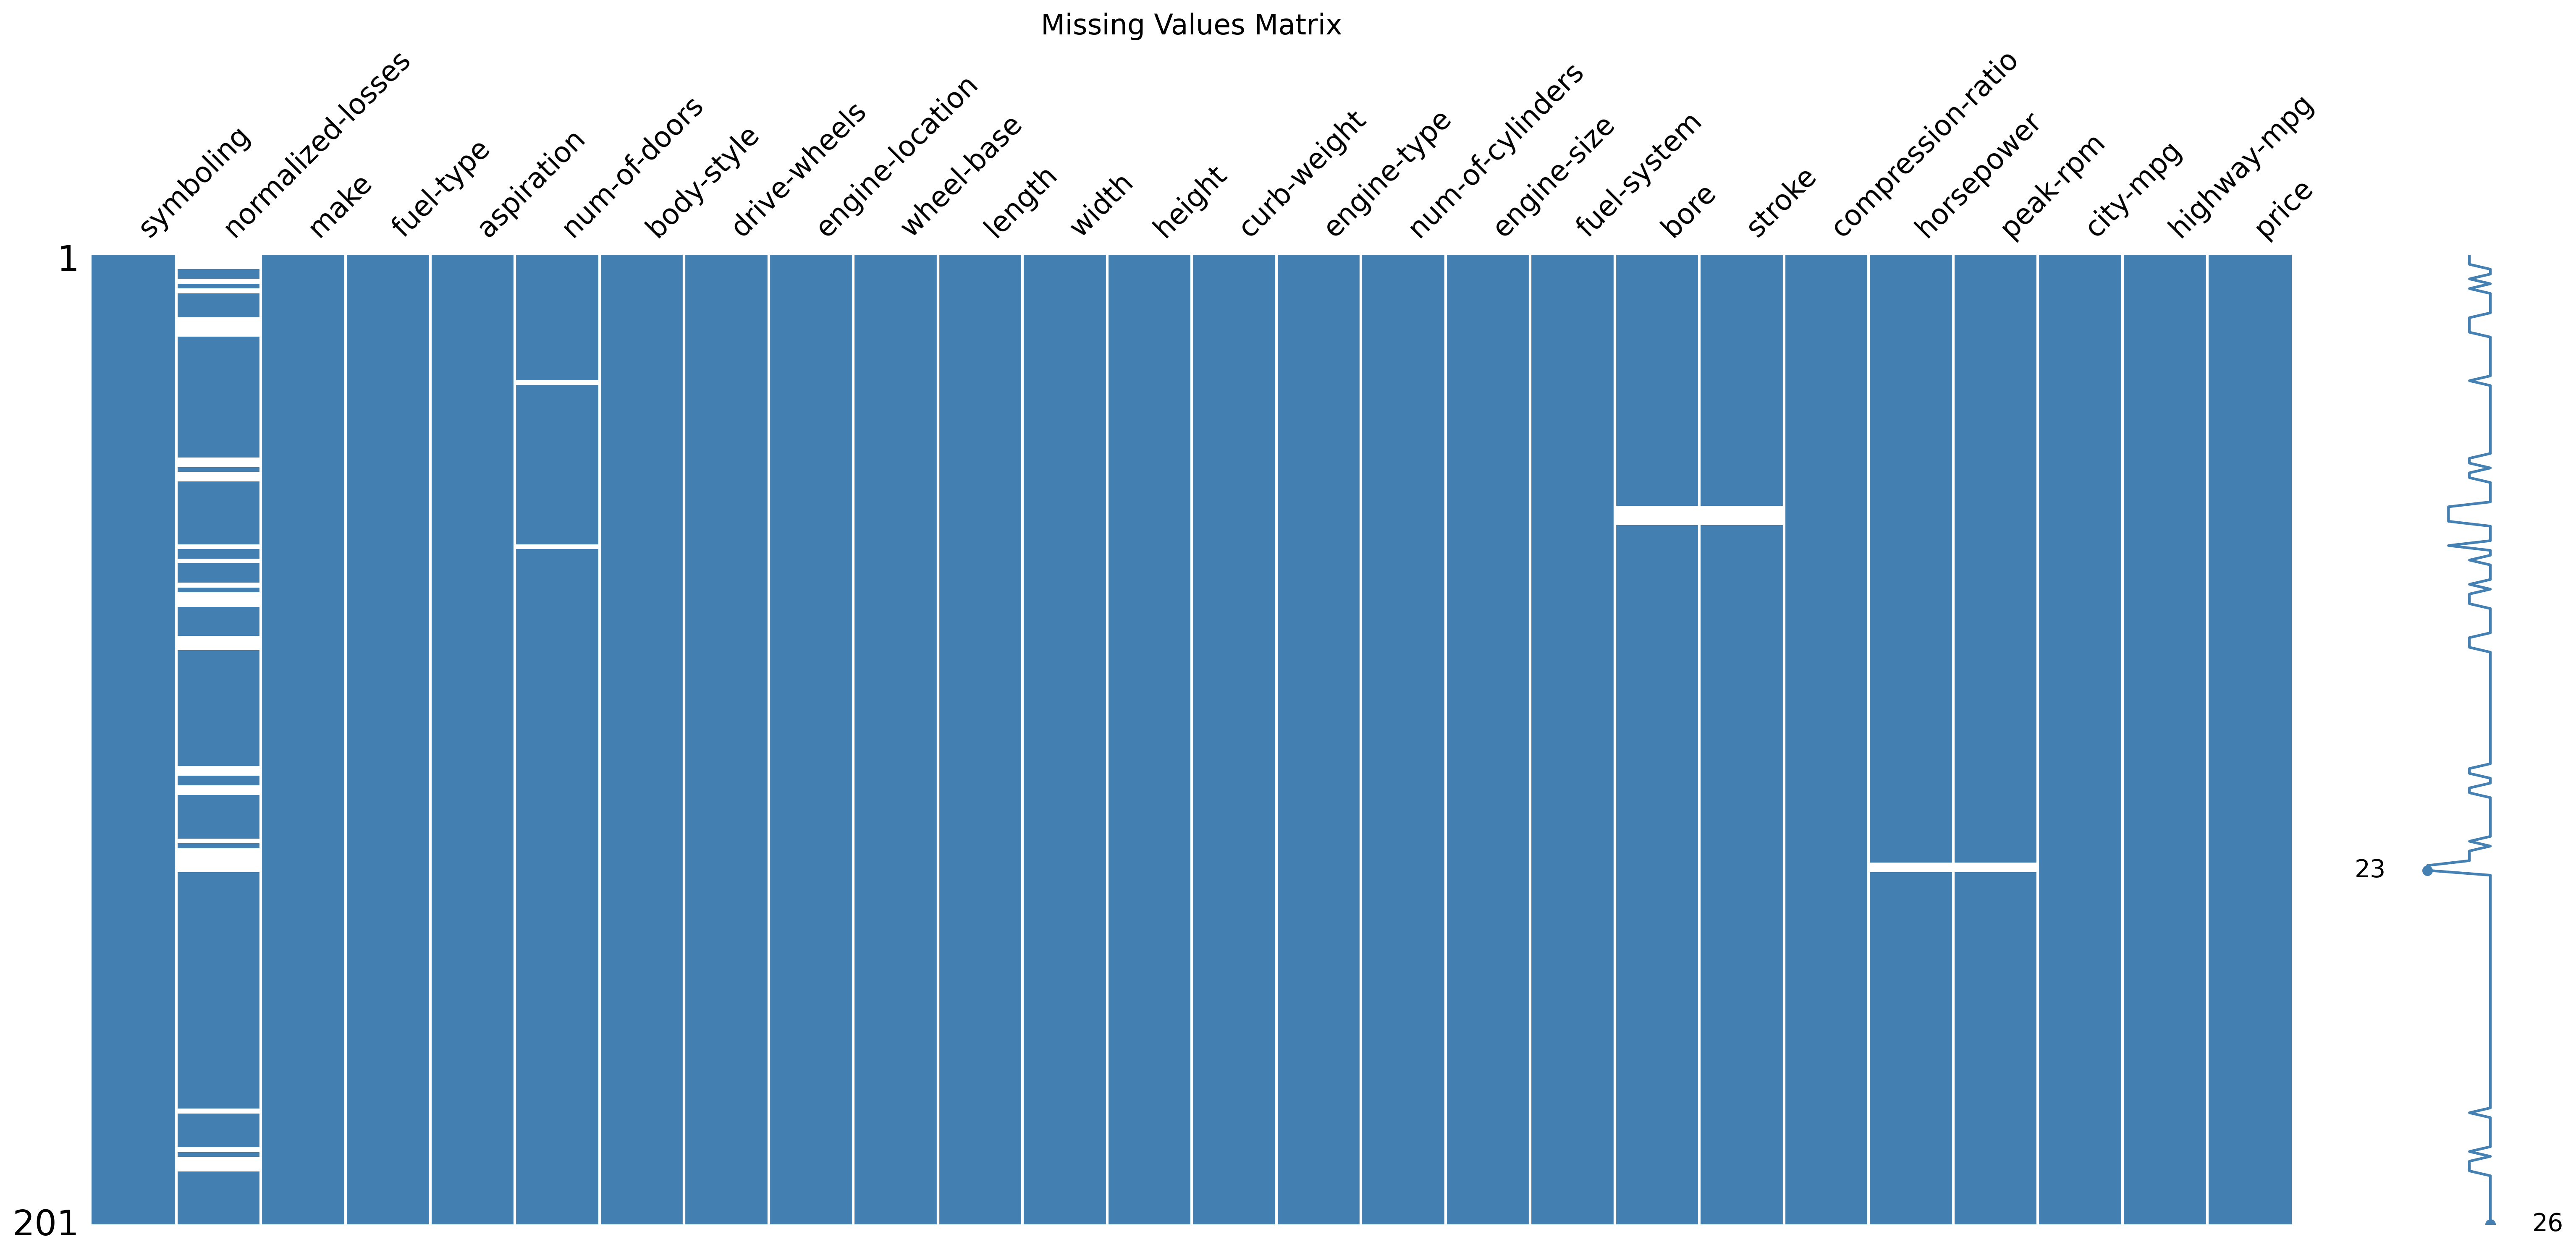 Missing Values Matrix
symboling
normalized-losses
make
fuel-type
aspiration
num-of-doors
body-style
drive-wheels
engine-location
wheel-base
length
width
height
curb-weight
engine-type
num-of-cylinders
engine-size
fuel-system
bore
stroke
compression-ratio
horsepower
peak-rpm
city-mpg
highway-mpg
price
1
23
201
26